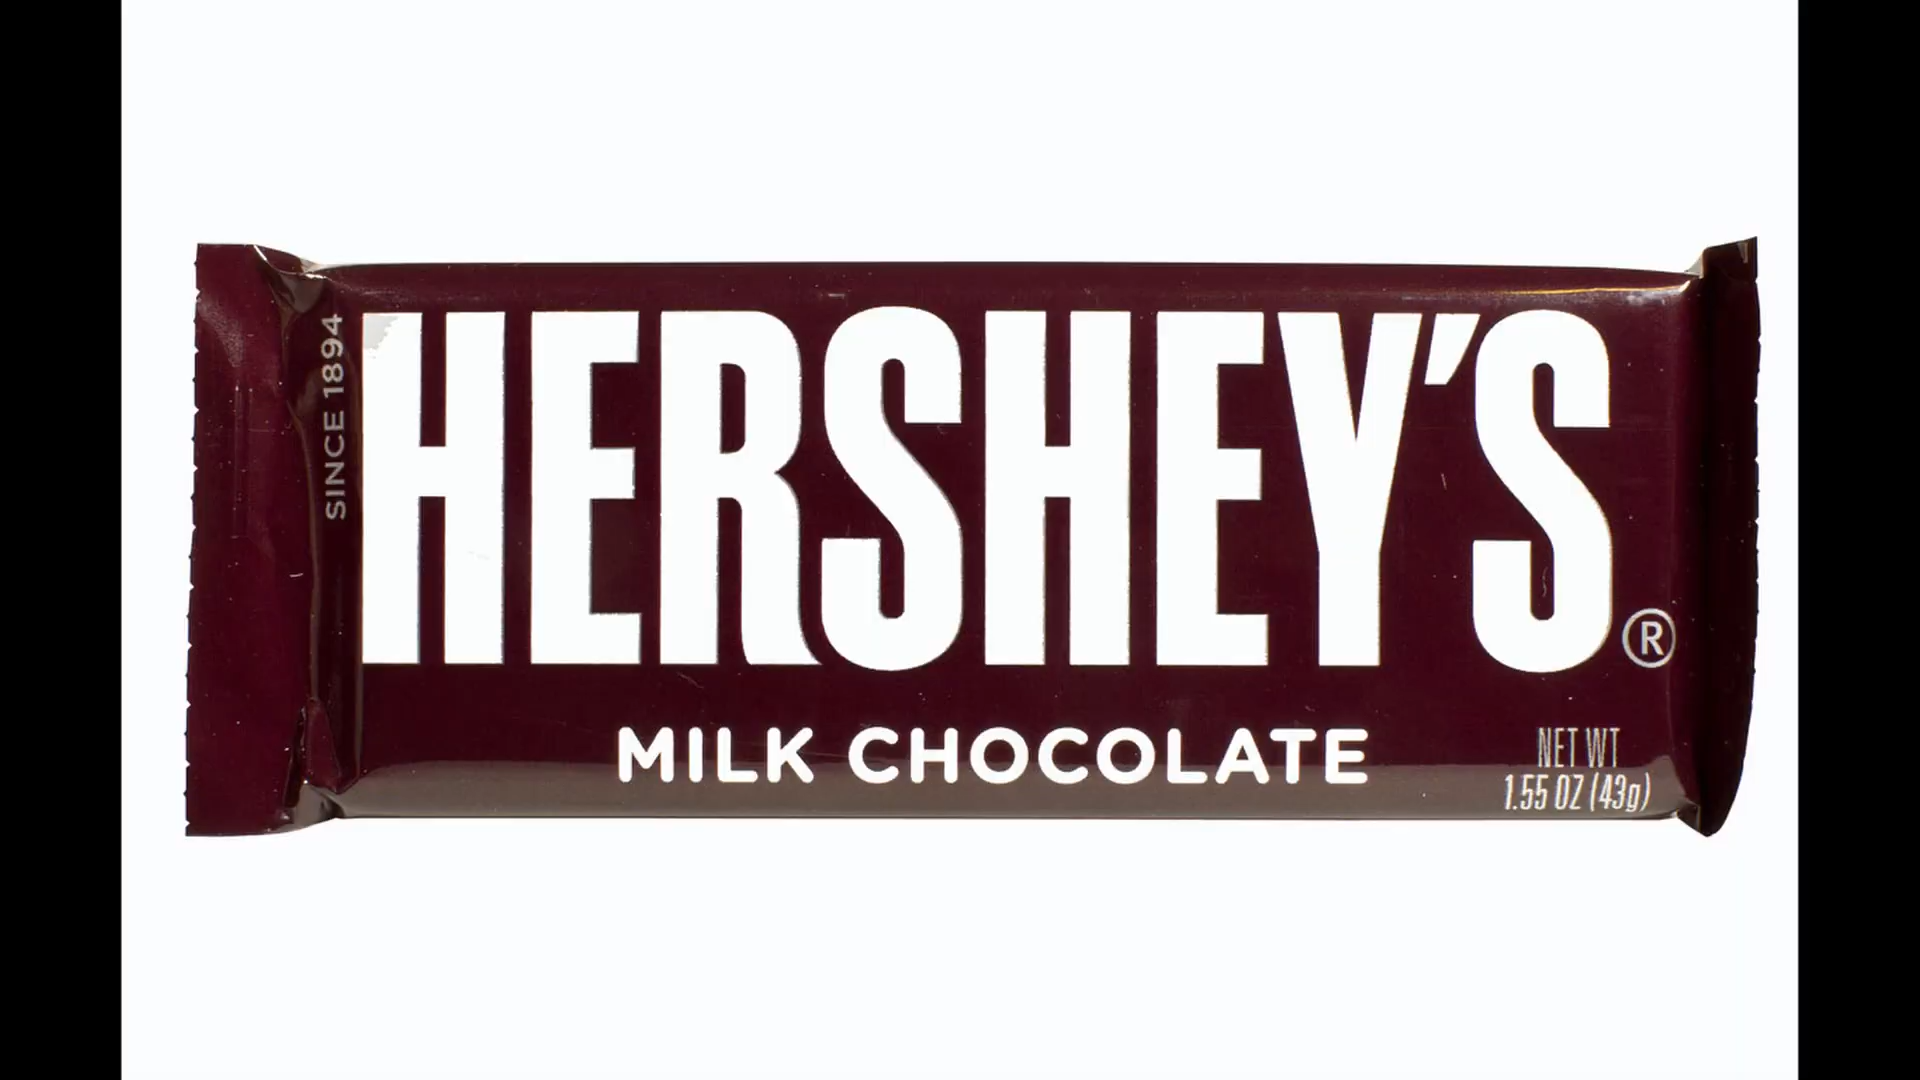 SINCE 1894
HERSHEY'S®
MILK CHOCOLATE
NET WT
1.55 OZ (43g)